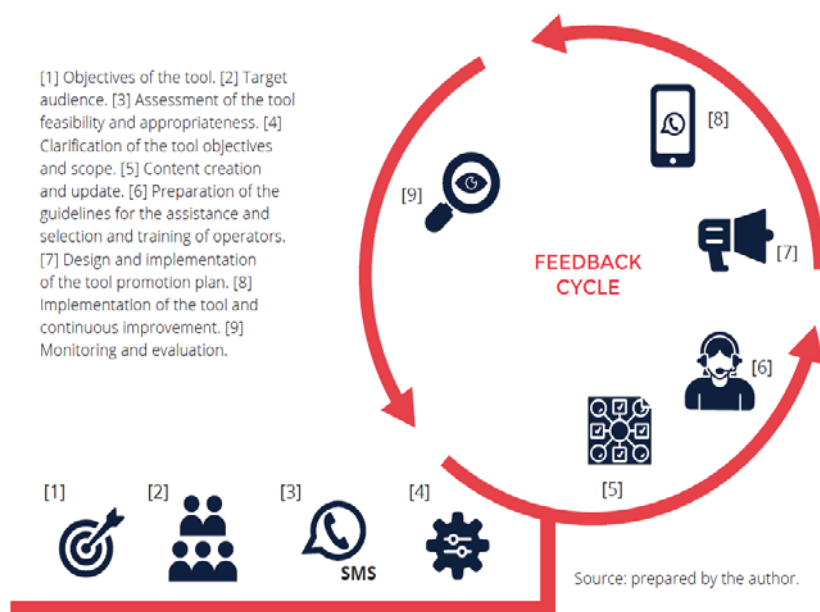 [1] Objectives of the tool. [2] Target
audience. [3] Assessment of the tool
feasibility and appropriateness. [4]
Clarification of the tool objectives
and scope. [5] Content creation
and update. [6] Preparation of the
guidelines for the assistance and
selection and training of operators.
[7] Design and implementation
of the tool promotion plan. [8]
Implementation of the tool and
continuous improvement. [9]
Monitoring and evaluation.
[8]
[9]
[7]
FEEDBACK
CYCLE
[6]
[5]
[1]
[2]
[3]
[4]
SMS
Source: prepared by the author.